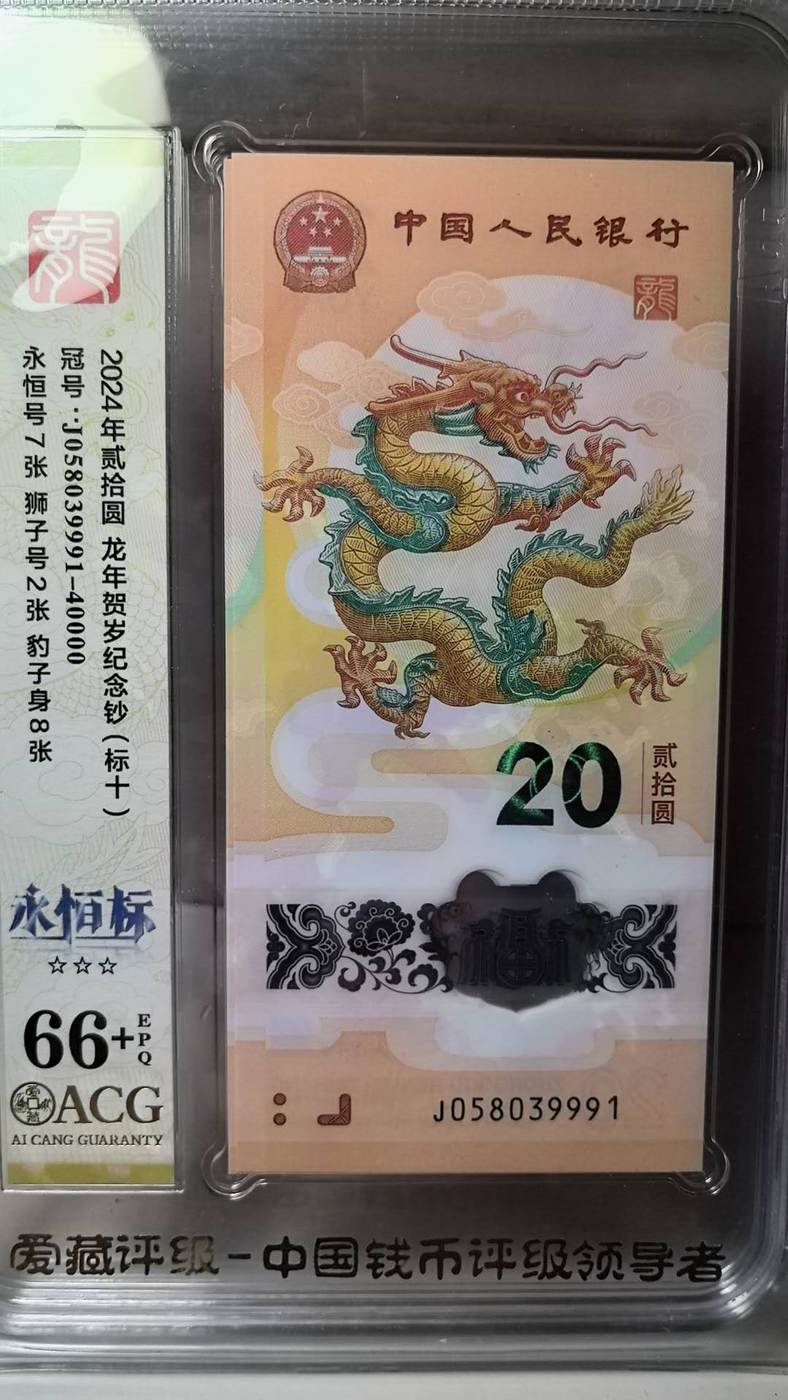 龍
2024年贰拾圆 龙年贺岁纪念钞(标十)
冠号:J058039991-40000
永恒号7张 狮子号2张 豹子身8张
永恒标
☆☆☆
66+ EPQ
ACG
AI CANG GUARANTY
中国人民银行
龍
20 贰拾圆
福
J058039991
爱藏评级-中国钱币评级领导者